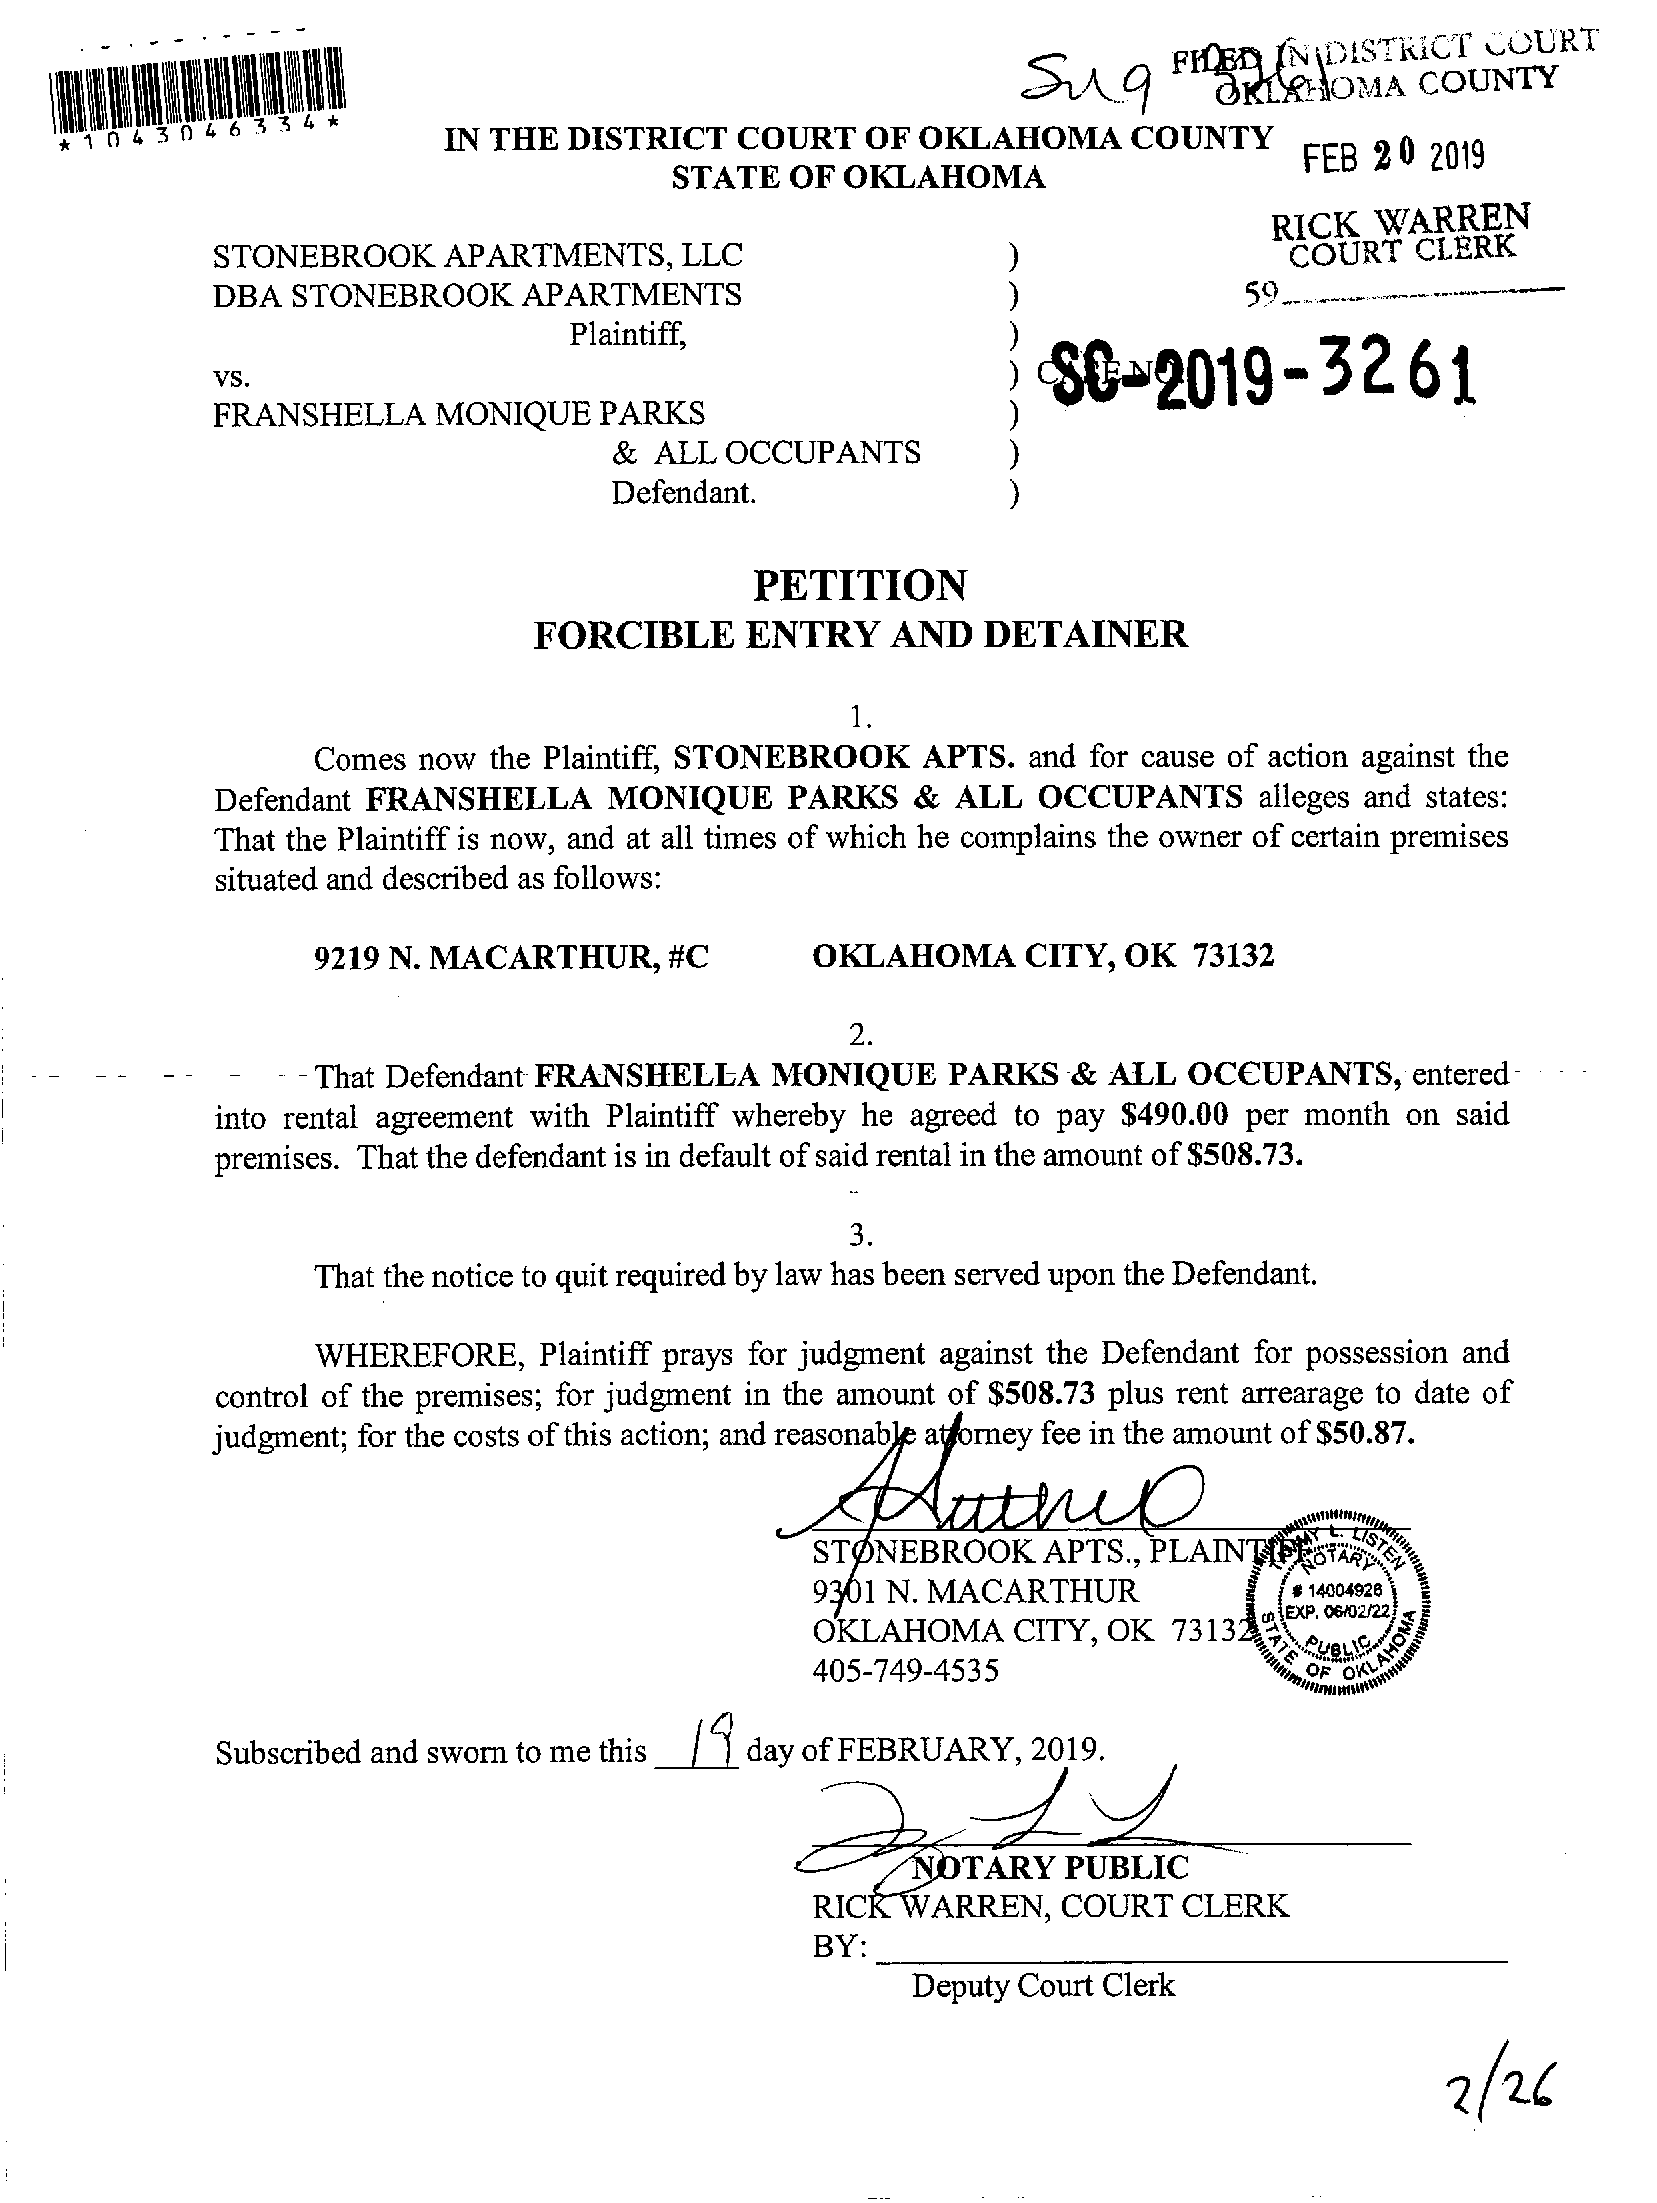 FILED IN DISTRICT COURT
OKLAHOMA COUNTY
*1043046334*
IN THE DISTRICT COURT OF OKLAHOMA COUNTY
STATE OF OKLAHOMA
FEB 20 2019
RICK WARREN
COURT CLERK
59
STONEBROOK APARTMENTS, LLC )
DBA STONEBROOK APARTMENTS )
Plaintiff, )
vs. ) SC-2019-3261
FRANSHELLA MONIQUE PARKS )
& ALL OCCUPANTS )
Defendant. )
PETITION
FORCIBLE ENTRY AND DETAINER
1.
Comes now the Plaintiff, STONEBROOK APTS. and for cause of action against the
Defendant FRANSHELLA MONIQUE PARKS & ALL OCCUPANTS alleges and states:
That the Plaintiff is now, and at all times of which he complains the owner of certain premises
situated and described as follows:
9219 N. MACARTHUR, #C OKLAHOMA CITY, OK 73132
2.
That Defendant FRANSHELLA MONIQUE PARKS & ALL OCCUPANTS, entered
into rental agreement with Plaintiff whereby he agreed to pay $490.00 per month on said
premises. That the defendant is in default of said rental in the amount of $508.73.
3.
That the notice to quit required by law has been served upon the Defendant.
WHEREFORE, Plaintiff prays for judgment against the Defendant for possession and
control of the premises; for judgment in the amount of $508.73 plus rent arrearage to date of
judgment; for the costs of this action; and reasonable attorney fee in the amount of $50.87.
STONEBROOK APTS., PLAINTIFF
9301 N. MACARTHUR
OKLAHOMA CITY, OK 73132
405-749-4535
L. LISTEN
NOTARY
# 14004926
EXP. 06/02/22
PUBLIC
STATE OF OKLAHOMA
Subscribed and sworn to me this 19 day of FEBRUARY, 2019.
NOTARY PUBLIC
RICK WARREN, COURT CLERK
BY:
Deputy Court Clerk
2/26